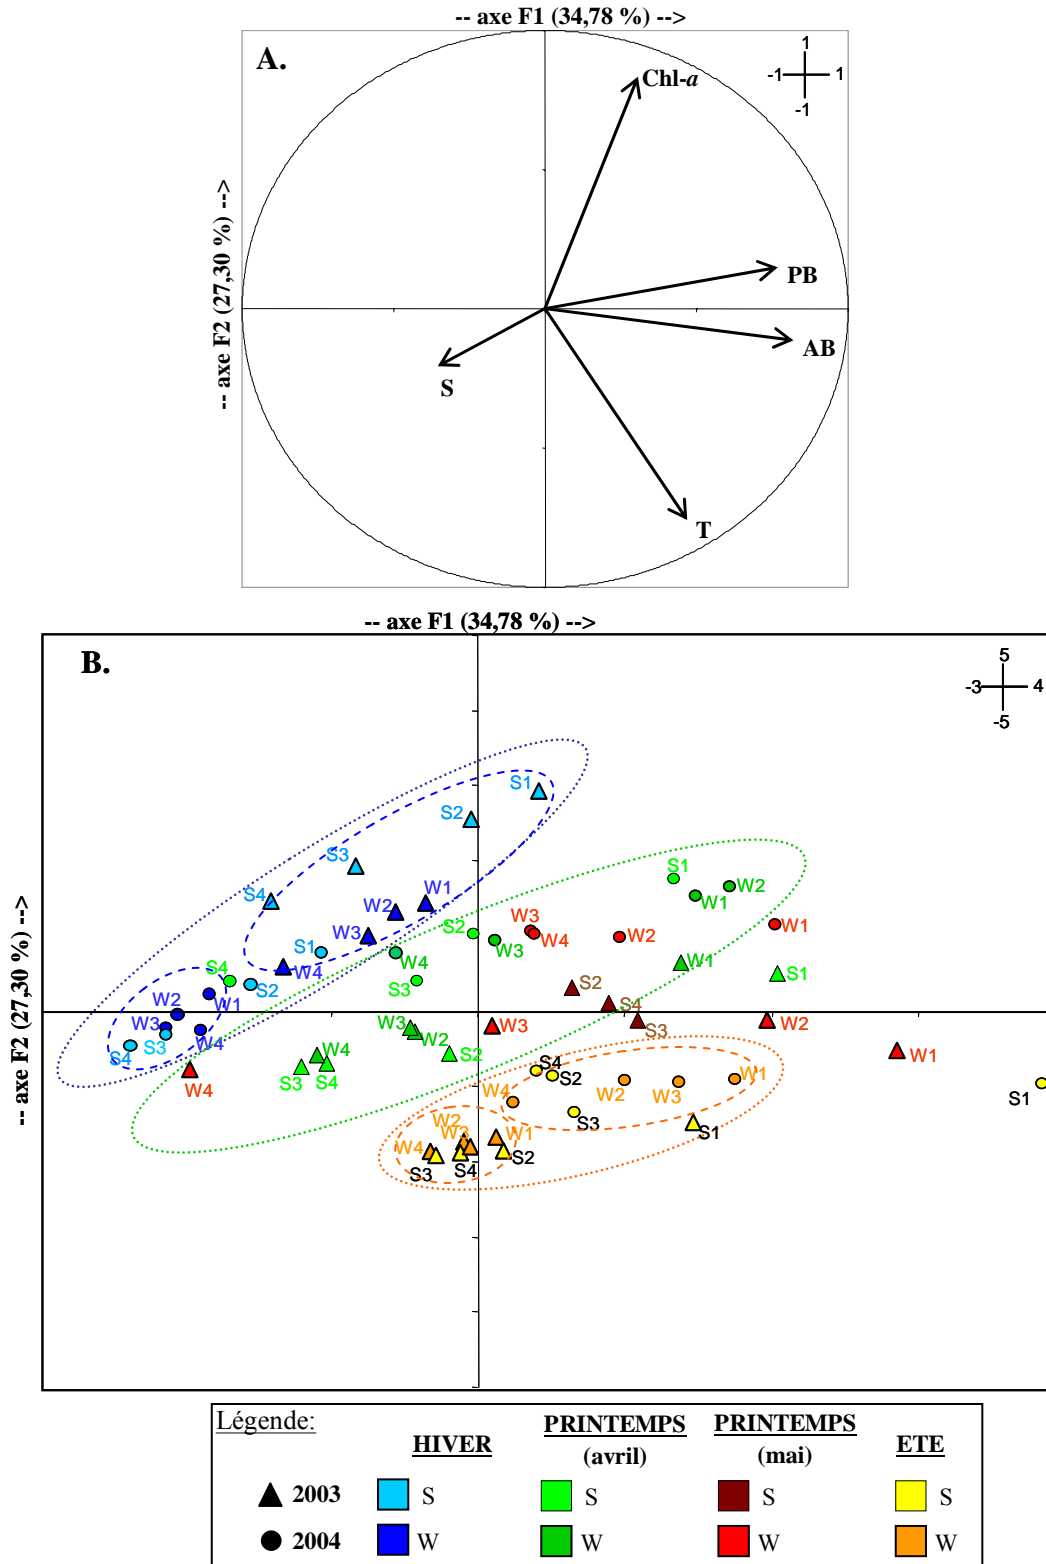 -- axe F1 (34,78 %) -->
A.
1
-1 1
-1
Chl-a
-- axe F2 (27,30 %) -->
PB
AB
S
T
-- axe F1 (34,78 %) -->
B.
5
-3 4
-5
S1
S2
S3
S4
W1
W2
W3
S1
W4
S2
S4
W2
W1
W3
S3
S4
W4
W4
S1
W2
W1
S2
W3
W3
W4
W2
W1
W4
S3
W1
S1
S2
S4
S3
W3
W2
S2
W4
S3
S4
W3
W2
W1
S1
S4
S2
W4
W2
W3
W1
S3
S1
W2
W3
W1
W4
S3
S4
S2
-- axe F2 (27,30 %) -->
Légende:
HIVER
PRINTEMPS
(avril)
PRINTEMPS
(mai)
ETE
2003
S
S
S
S
2004
W
W
W
W